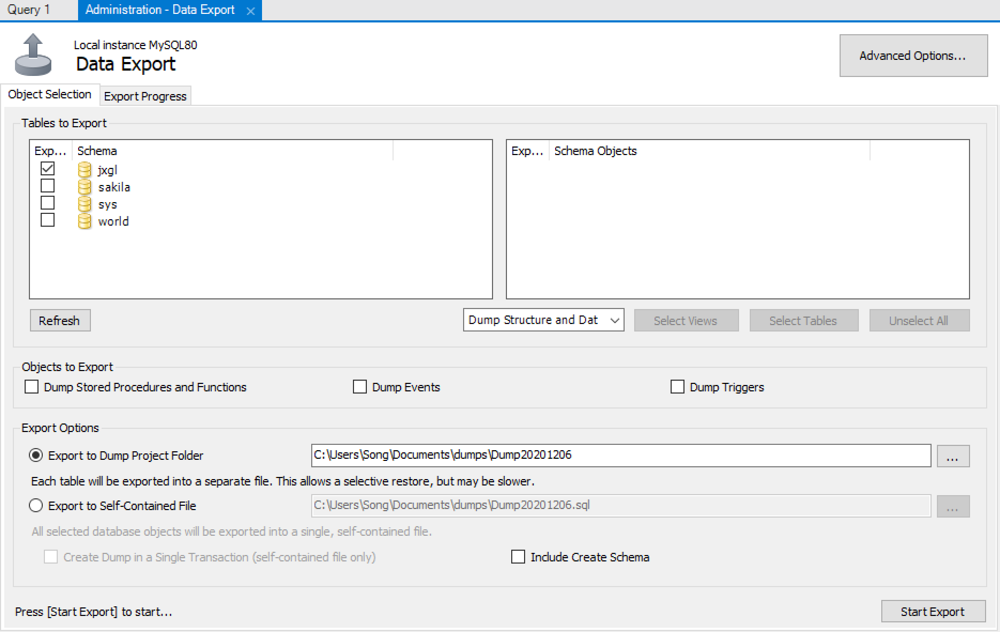 Query 1
Administration - Data Export
Local instance MySQL80
Data Export
Advanced Options...
Object Selection
Export Progress
Tables to Export
Exp... Schema
jxgl
sakila
sys
world
Exp... Schema Objects
Refresh
Dump Structure and Dat
Select Views
Select Tables
Unselect All
Objects to Export
Dump Stored Procedures and Functions
Dump Events
Dump Triggers
Export Options
Export to Dump Project Folder
C:\Users\Song\Documents\dumps\Dump20201206
...
Each table will be exported into a separate file. This allows a selective restore, but may be slower.
Export to Self-Contained File
C:\Users\Song\Documents\dumps\Dump20201206.sql
...
All selected database objects will be exported into a single, self-contained file.
Create Dump in a Single Transaction (self-contained file only)
Include Create Schema
Press [Start Export] to start...
Start Export